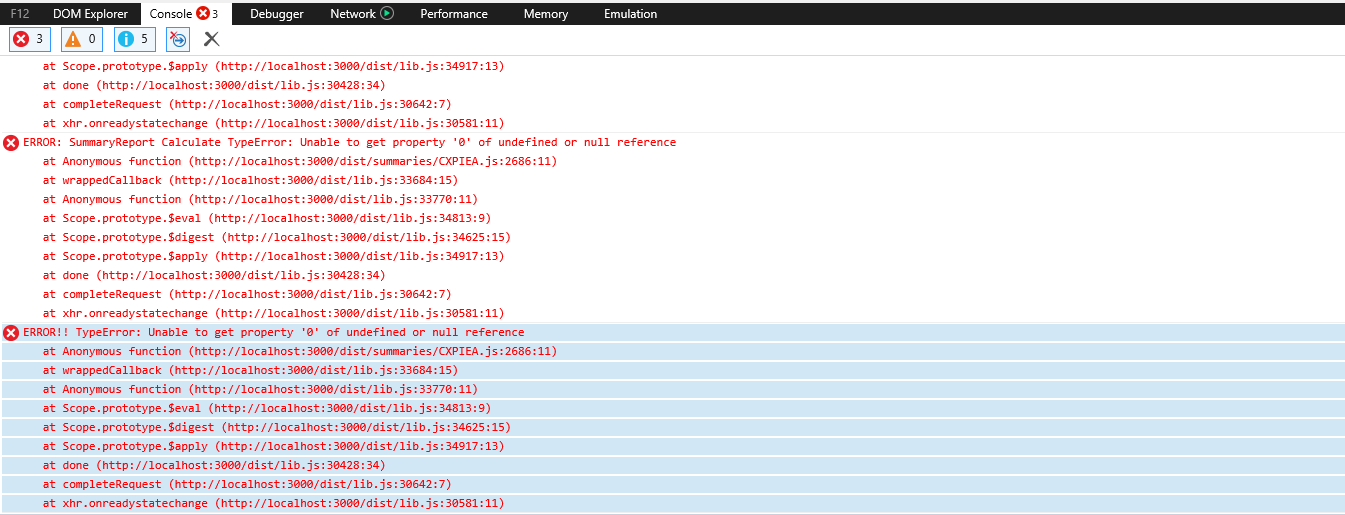 F12 DOM Explorer Console 3 Debugger Network Performance Memory Emulation
3 0 5
at Scope.prototype.$apply (http://localhost:3000/dist/lib.js:34917:13)
at done (http://localhost:3000/dist/lib.js:30428:34)
at completeRequest (http://localhost:3000/dist/lib.js:30642:7)
at xhr.onreadystatechange (http://localhost:3000/dist/lib.js:30581:11)
ERROR: SummaryReport Calculate TypeError: Unable to get property '0' of undefined or null reference
at Anonymous function (http://localhost:3000/dist/summaries/CXPIEA.js:2686:11)
at wrappedCallback (http://localhost:3000/dist/lib.js:33684:15)
at Anonymous function (http://localhost:3000/dist/lib.js:33770:11)
at Scope.prototype.$eval (http://localhost:3000/dist/lib.js:34813:9)
at Scope.prototype.$digest (http://localhost:3000/dist/lib.js:34625:15)
at Scope.prototype.$apply (http://localhost:3000/dist/lib.js:34917:13)
at done (http://localhost:3000/dist/lib.js:30428:34)
at completeRequest (http://localhost:3000/dist/lib.js:30642:7)
at xhr.onreadystatechange (http://localhost:3000/dist/lib.js:30581:11)
ERROR!! TypeError: Unable to get property '0' of undefined or null reference
at Anonymous function (http://localhost:3000/dist/summaries/CXPIEA.js:2686:11)
at wrappedCallback (http://localhost:3000/dist/lib.js:33684:15)
at Anonymous function (http://localhost:3000/dist/lib.js:33770:11)
at Scope.prototype.$eval (http://localhost:3000/dist/lib.js:34813:9)
at Scope.prototype.$digest (http://localhost:3000/dist/lib.js:34625:15)
at Scope.prototype.$apply (http://localhost:3000/dist/lib.js:34917:13)
at done (http://localhost:3000/dist/lib.js:30428:34)
at completeRequest (http://localhost:3000/dist/lib.js:30642:7)
at xhr.onreadystatechange (http://localhost:3000/dist/lib.js:30581:11)